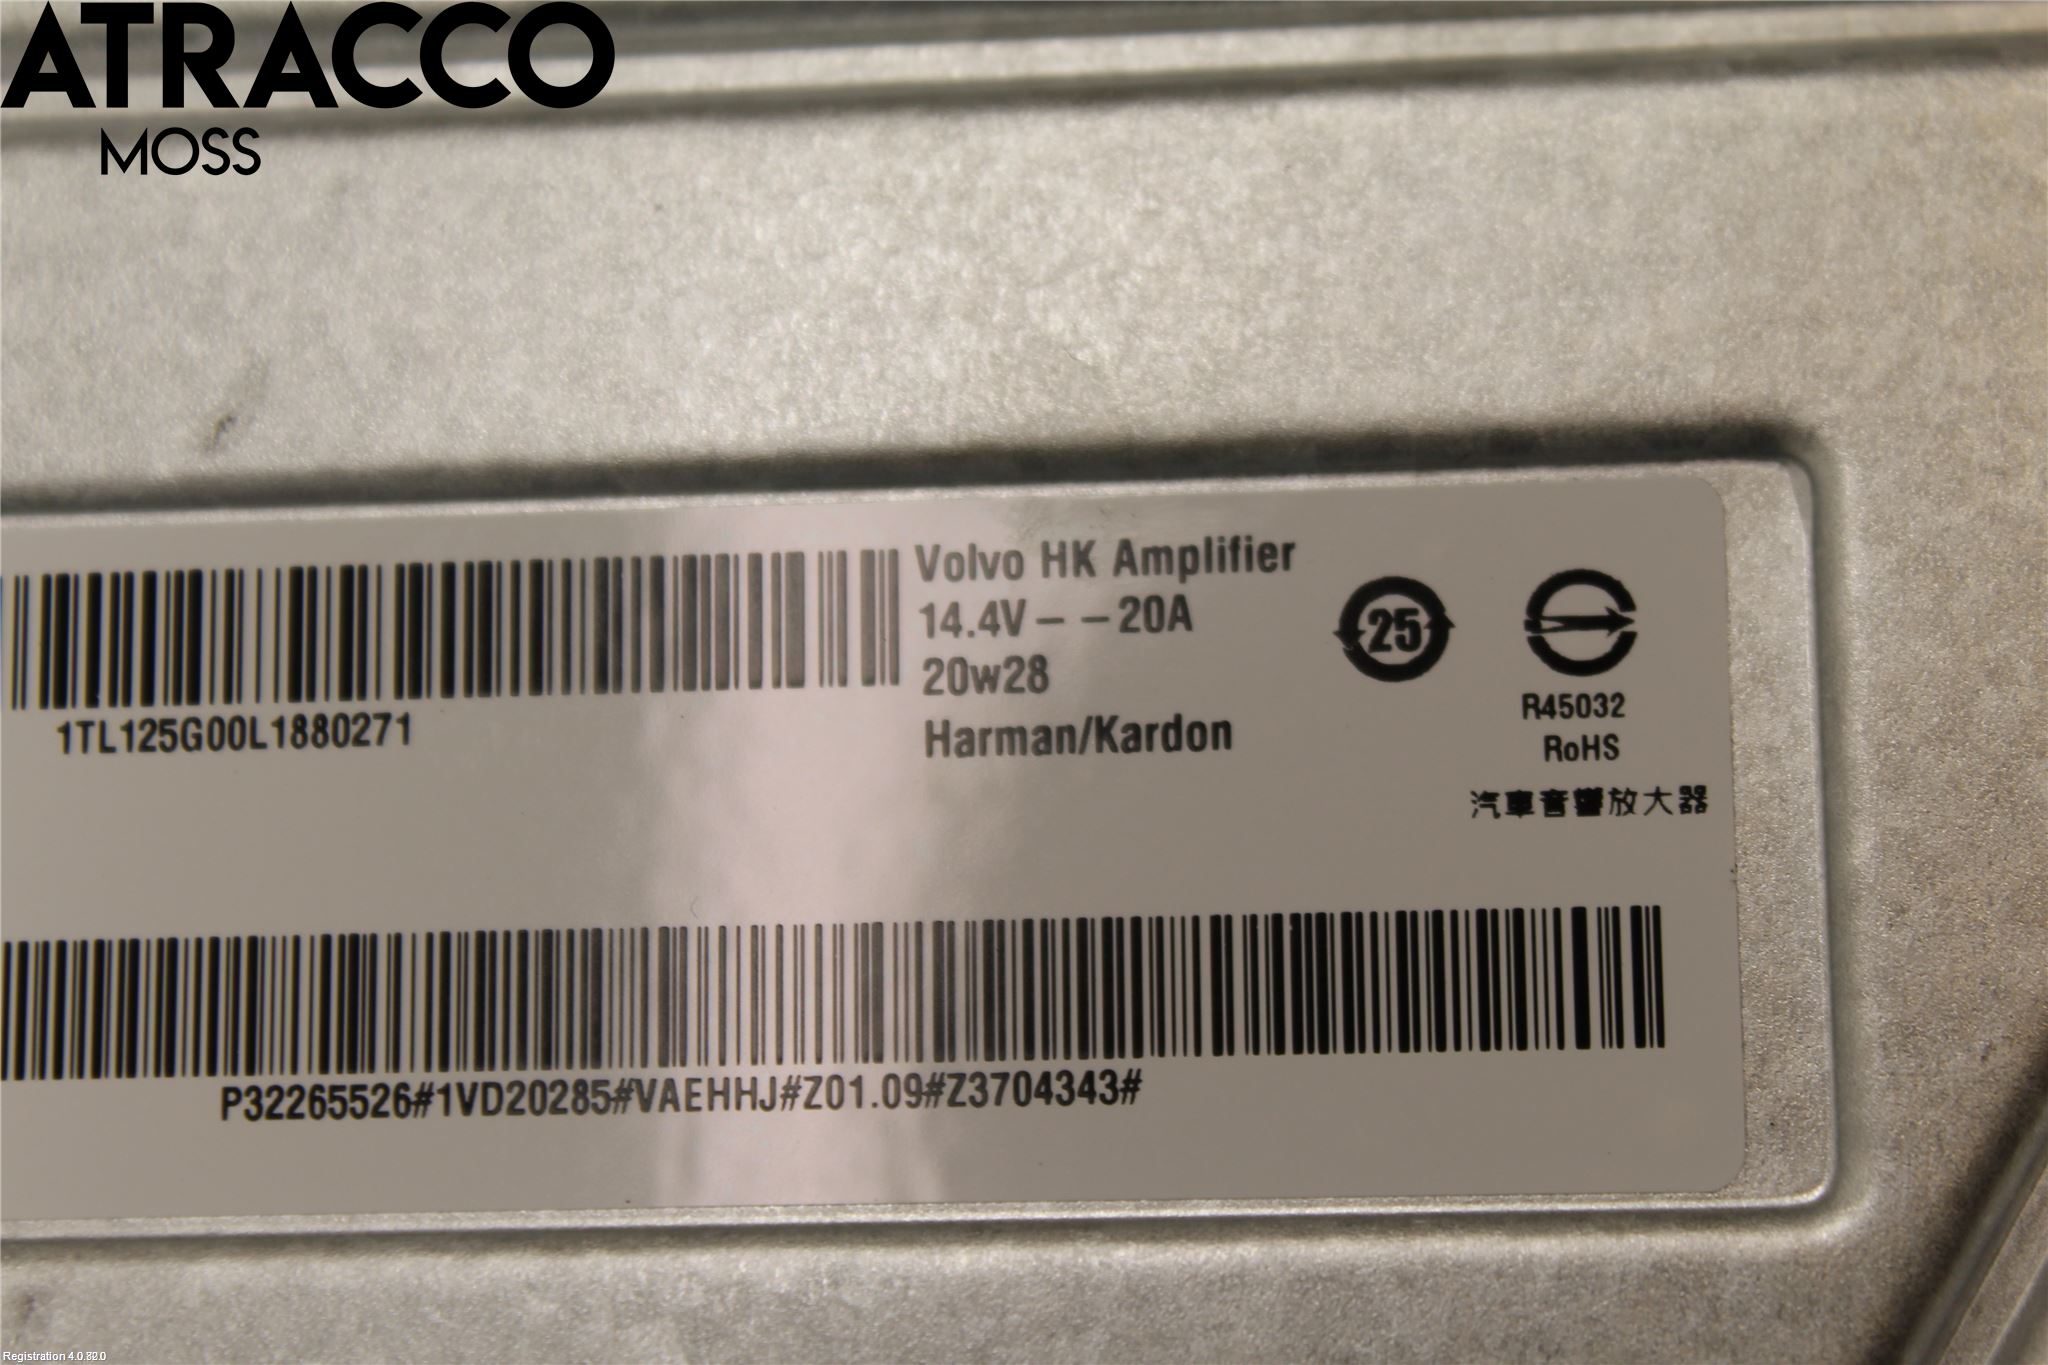 ATRACCO
MOSS
Volvo HK Amplifier
14.4V – – 20A
20w28
Harman/Kardon
25
1TL125G00L1880271
R45032
RoHS
汽車音響放大器
P32265526#1VD20285#VAEHHJ#Z01.09#Z3704343#